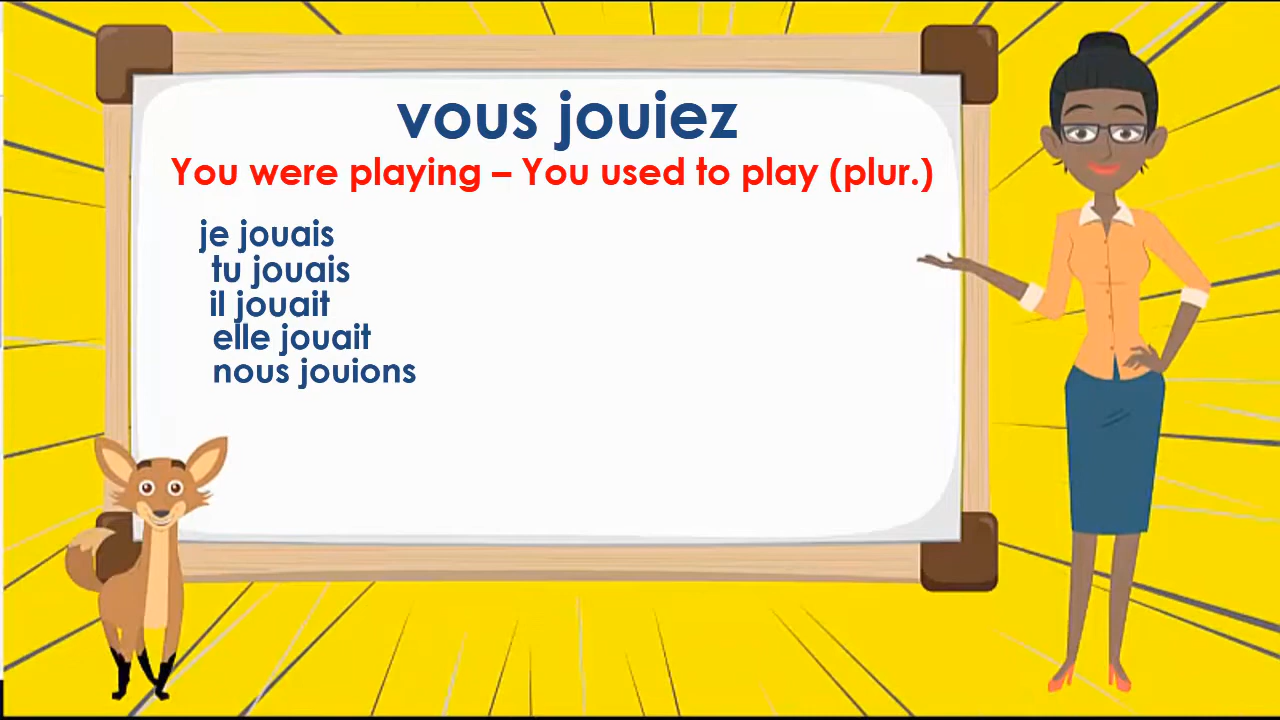 vous jouiez
You were playing – You used to play (plur.)
je jouais
tu jouais
il jouait
elle jouait
nous jouions